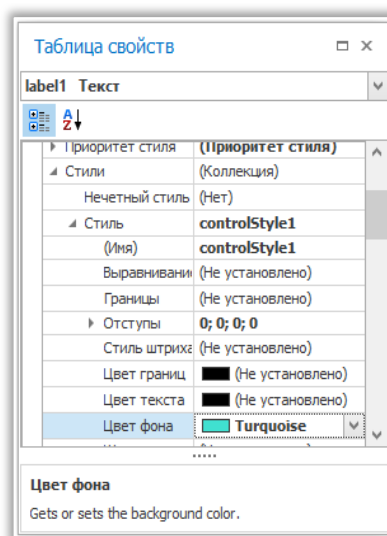 Таблица свойств
label1 Текст
Приоритет стиля (Приоритет стиля)
Стили (Коллекция)
Нечетный стиль (Нет)
Стиль controlStyle1
(Имя) controlStyle1
Выравнивани (Не установлено)
Границы (Не установлено)
Отступы 0; 0; 0; 0
Стиль штриха (Не установлено)
Цвет границ (Не установлено)
Цвет текста (Не установлено)
Цвет фона Turquoise
Цвет фона
Gets or sets the background color.